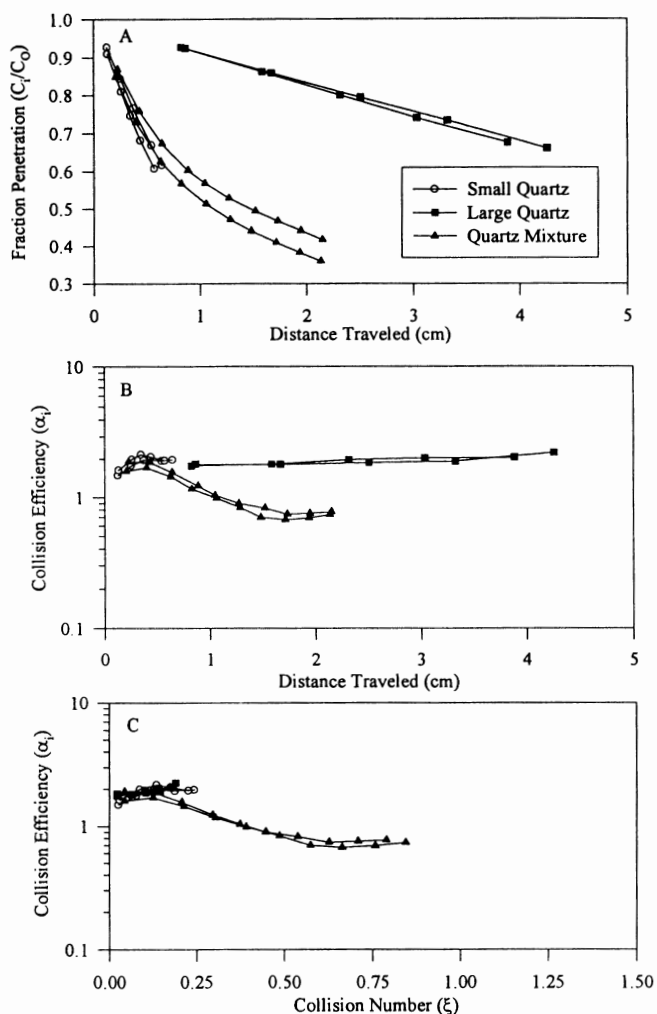 A
Fraction Penetration (Ci/Co)
1.0
0.9
0.8
0.7
0.6
0.5
0.4
0.3
Small Quartz
Large Quartz
Quartz Mixture
0 1 2 3 4 5
Distance Traveled (cm)
B
Collision Efficiency (αi)
10
1
0.1
0 1 2 3 4 5
Distance Traveled (cm)
C
Collision Efficiency (αi)
10
1
0.1
0.00 0.25 0.50 0.75 1.00 1.25 1.50
Collision Number (ξ)